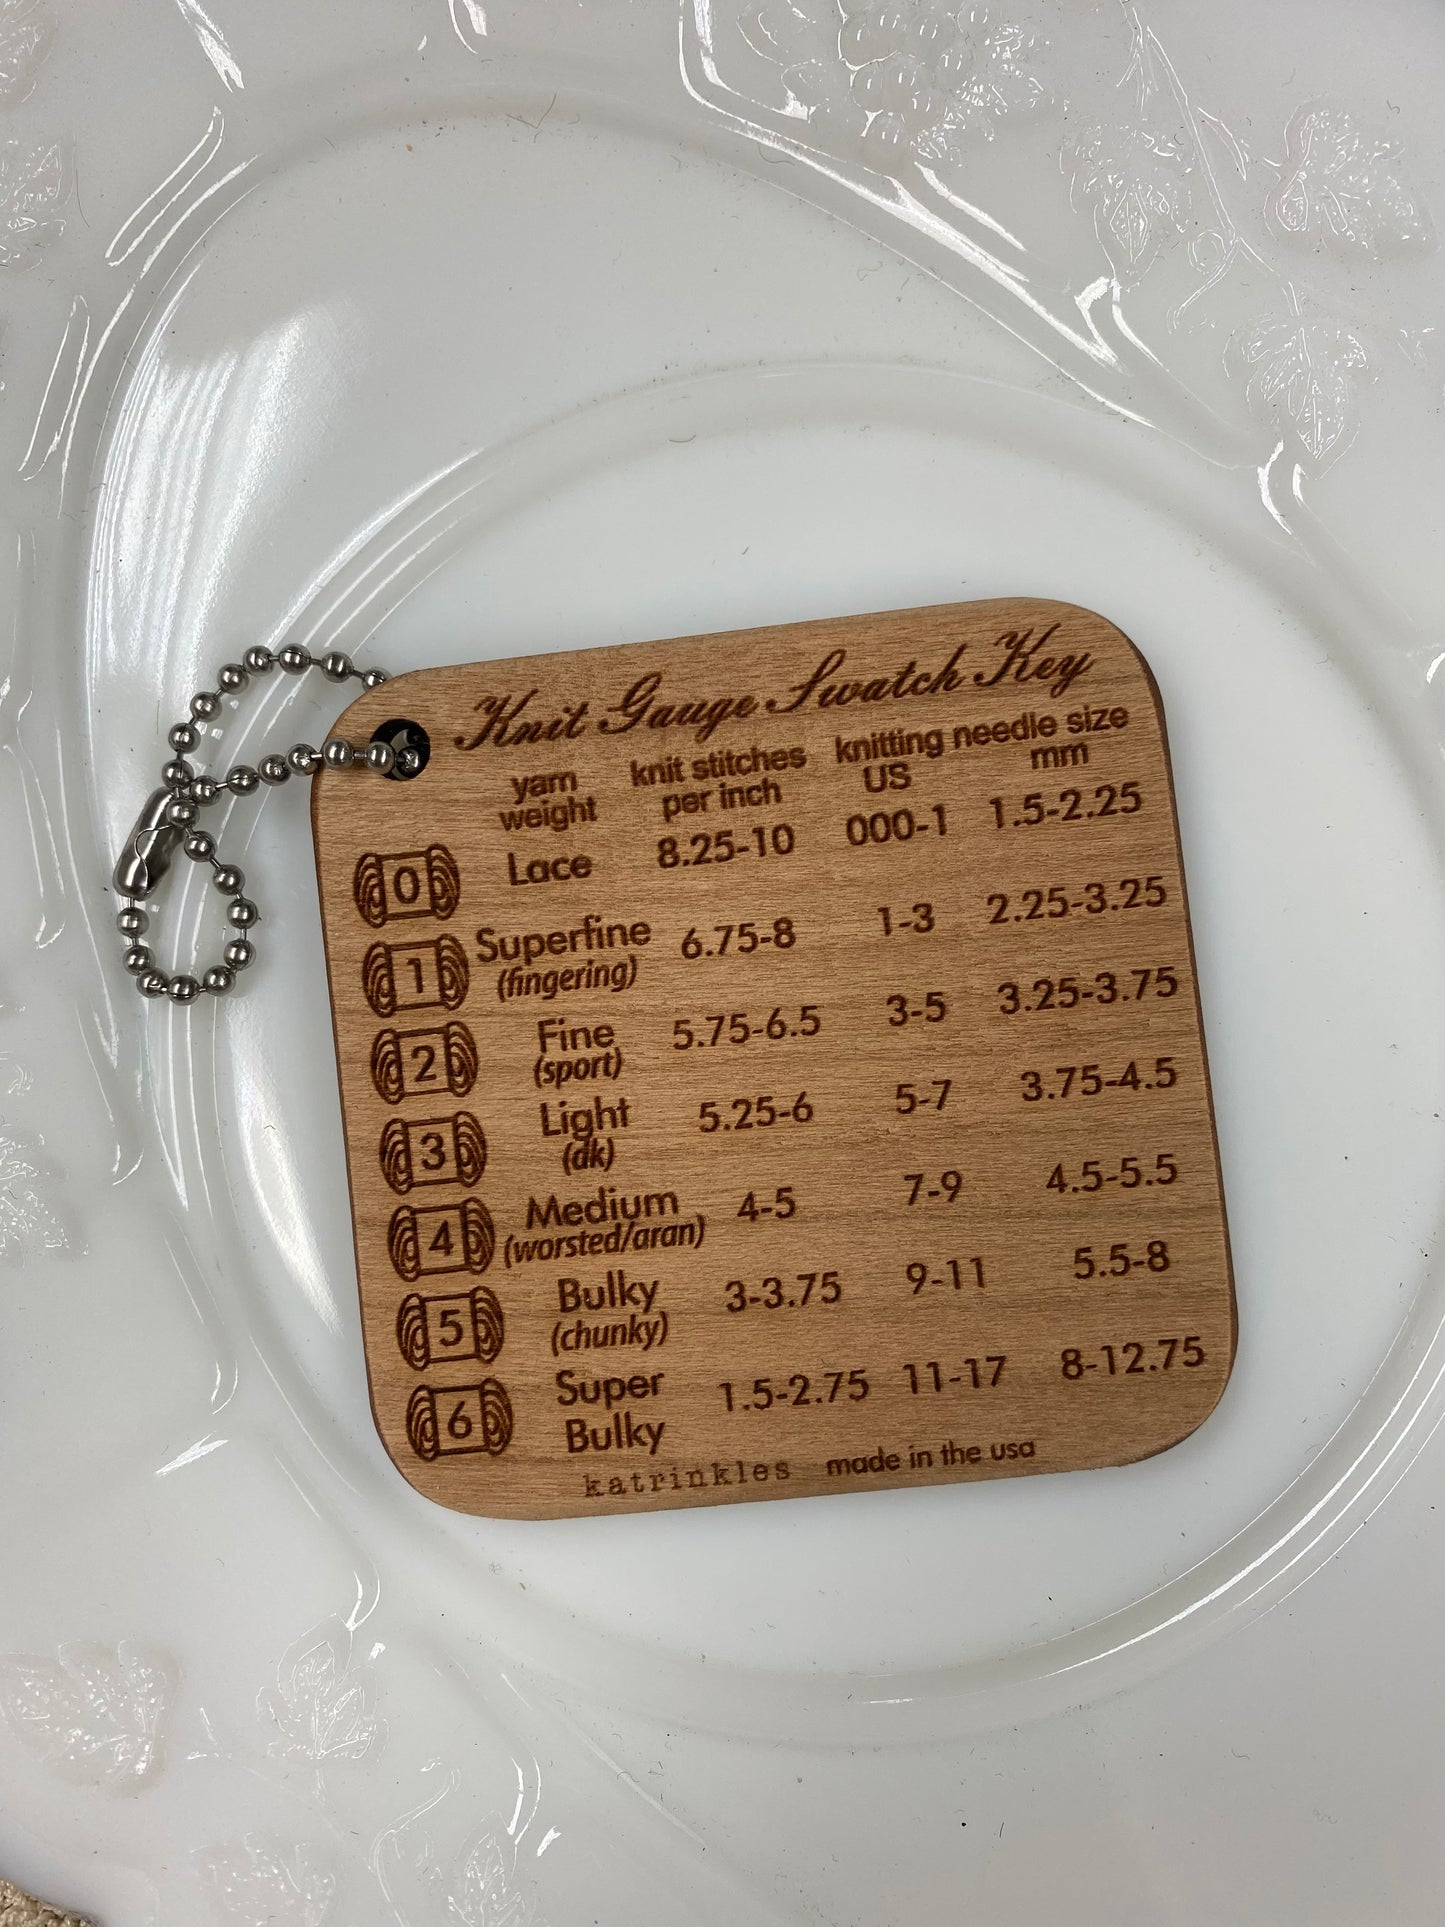 Knit Gauge Swatch Key
yarn weight knit stitches per inch knitting needle size US mm
0 Lace 8.25-10 000-1 1.5-2.25
1 Superfine (fingering) 6.75-8 1-3 2.25-3.25
2 Fine (sport) 5.75-6.5 3-5 3.25-3.75
3 Light (dk) 5.25-6 5-7 3.75-4.5
4 Medium (worsted/aran) 4-5 7-9 4.5-5.5
5 Bulky (chunky) 3-3.75 9-11 5.5-8
6 Super Bulky 1.5-2.75 11-17 8-12.75
katrinkles made in the usa